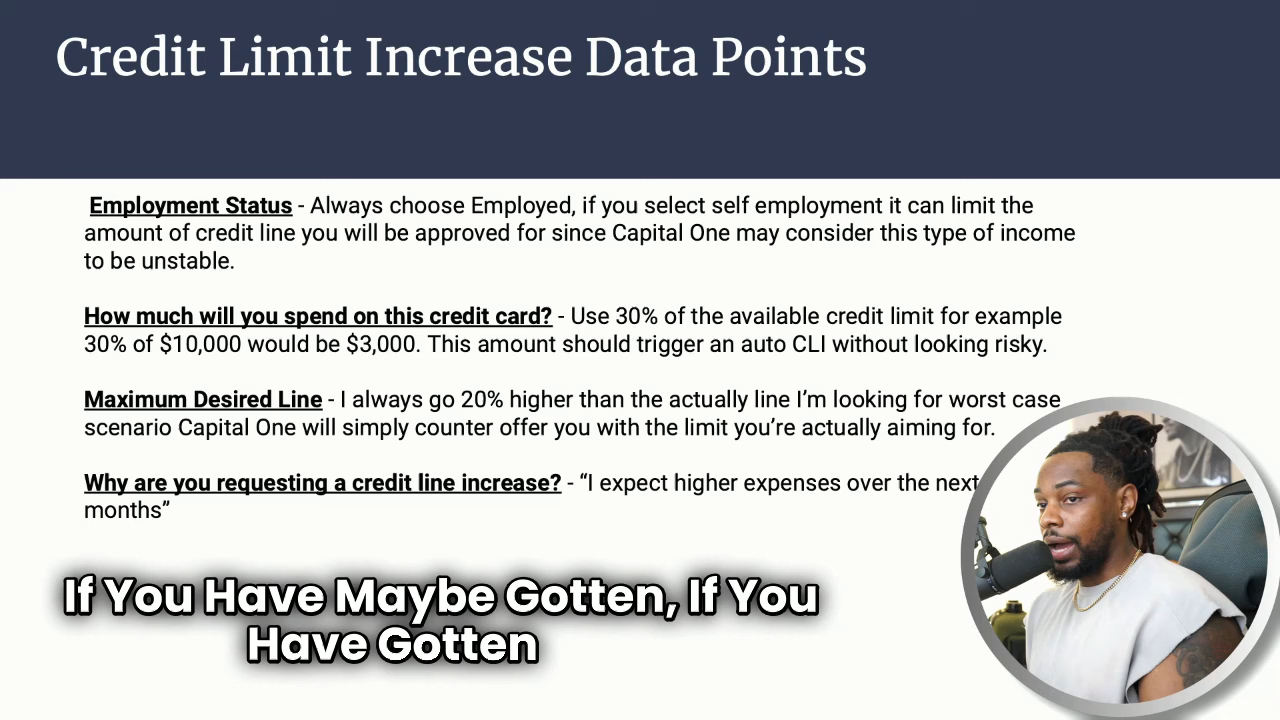 Credit Limit Increase Data Points
Employment Status - Always choose Employed, if you select self employment it can limit the
amount of credit line you will be approved for since Capital One may consider this type of income
to be unstable.
How much will you spend on this credit card? - Use 30% of the available credit limit for example
30% of $10,000 would be $3,000. This amount should trigger an auto CLI without looking risky.
Maximum Desired Line - I always go 20% higher than the actually line I’m looking for worst case
scenario Capital One will simply counter offer you with the limit you’re actually aiming for.
Why are you requesting a credit line increase? - “I expect higher expenses over the next
months”
If You Have Maybe Gotten, If You
Have Gotten